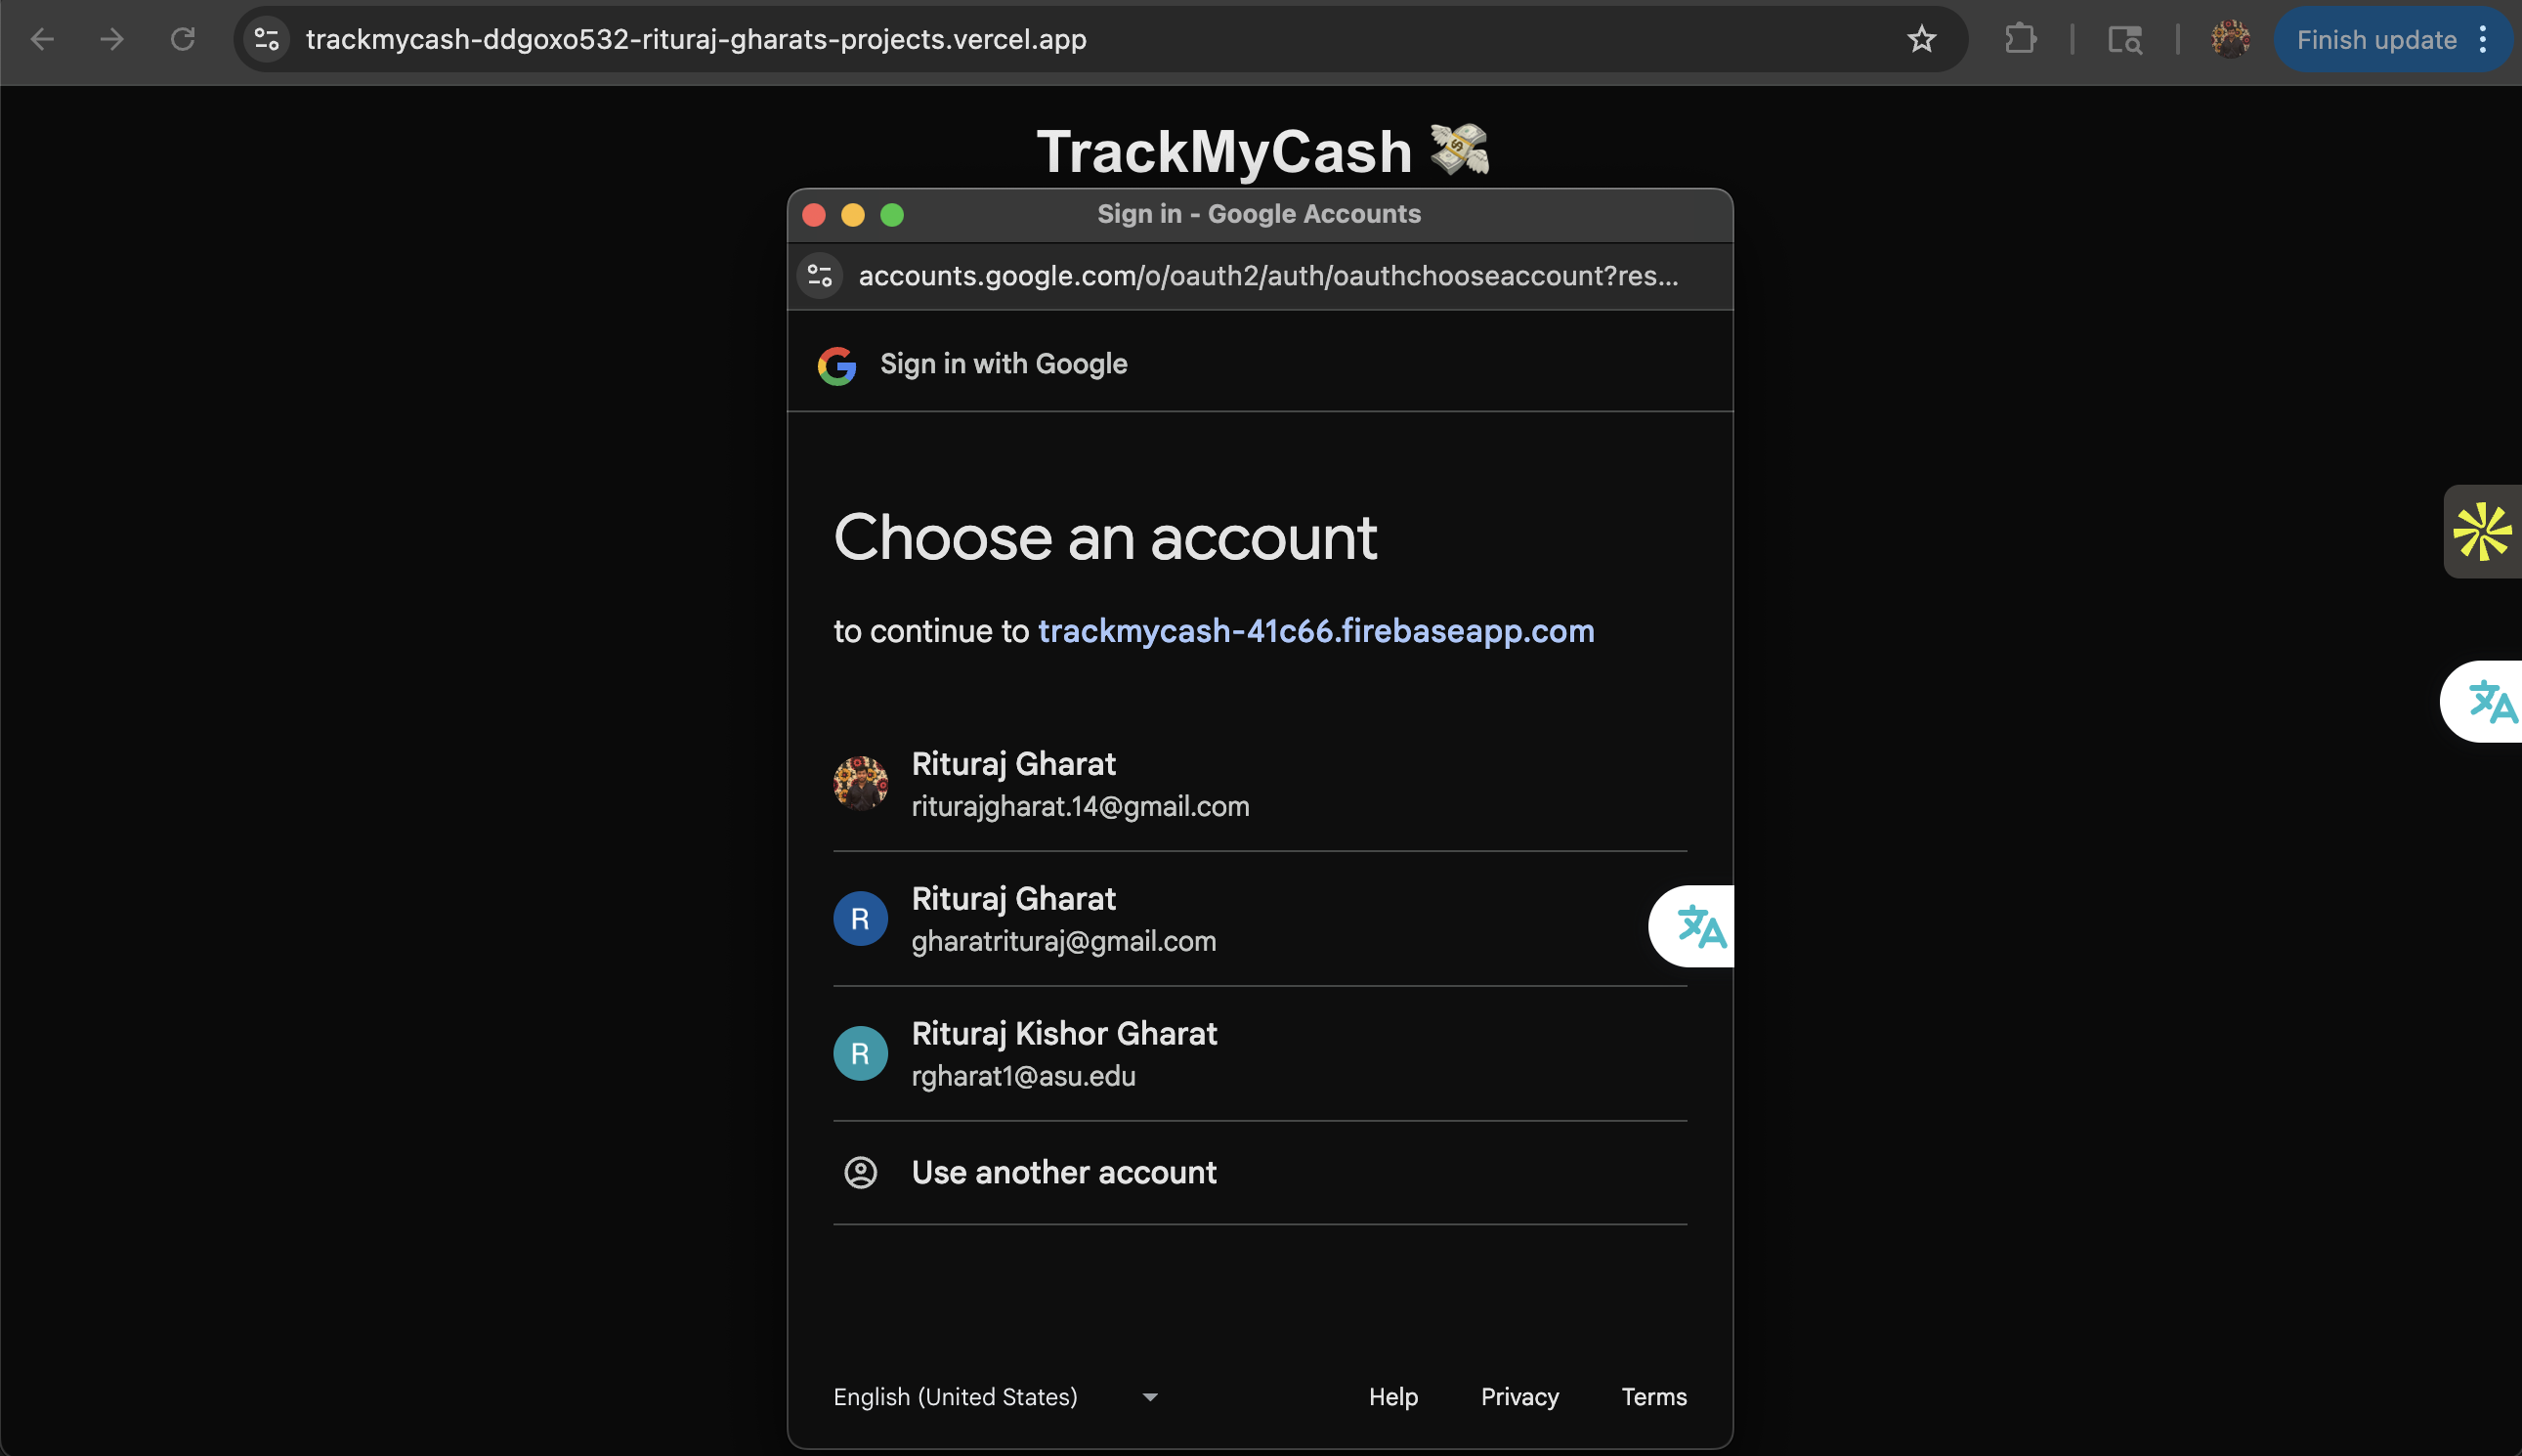 trackmycash-ddgoxo532-rituraj-gharats-projects.vercel.app
Finish update
TrackMyCash
Sign in - Google Accounts
accounts.google.com/o/oauth2/auth/oauthchooseaccount?res...
Sign in with Google
Choose an account
to continue to trackmycash-41c66.firebaseapp.com
Rituraj Gharat
riturajgharat.14@gmail.com
R
Rituraj Gharat
gharatrituraj@gmail.com
R
Rituraj Kishor Gharat
rgharat1@asu.edu
Use another account
English (United States)
Help
Privacy
Terms